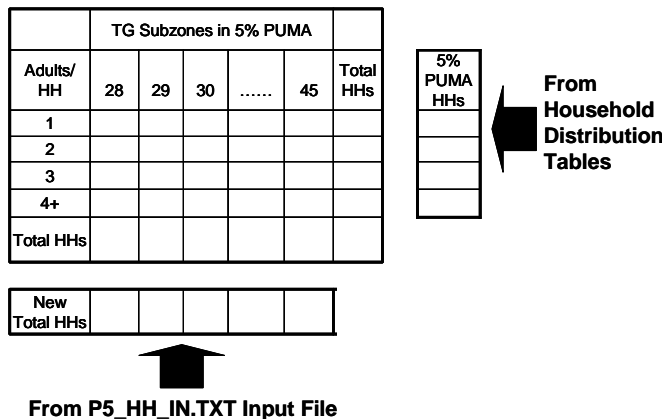 TG Subzones in 5% PUMA
Adults/
HH
28
29
30
......
45
Total
HHs
1
2
3
4+
Total HHs
5%
PUMA
HHs
From
Household
Distribution
Tables
New
Total HHs
From P5_HH_IN.TXT Input File